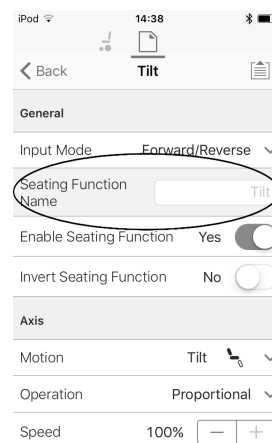 iPod 14:38
Back Tilt
General
Input Mode Forward/Reverse
Seating Function
Name Tilt
Enable Seating Function Yes
Invert Seating Function No
Axis
Motion Tilt
Operation Proportional
Speed 100% − +